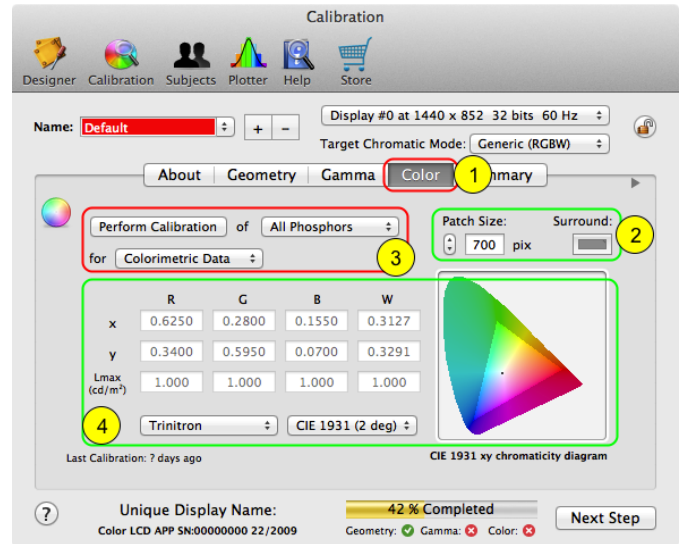 Calibration
Designer Calibration Subjects Plotter Help Store
Name: Default + - Display #0 at 1440 x 852 32 bits 60 Hz
Target Chromatic Mode: Generic (RGBW)
About Geometry Gamma Color 1 mmary
Perform Calibration of All Phosphors
for Colorimetric Data 3
Patch Size: Surround:
700 pix 2
R G B W
x 0.6250 0.2800 0.1550 0.3127
y 0.3400 0.5950 0.0700 0.3291
Lmax
(cd/m²) 1.000 1.000 1.000 1.000
4 Trinitron CIE 1931 (2 deg)
Last Calibration: ? days ago
CIE 1931 xy chromaticity diagram
? Unique Display Name:
Color LCD APP SN:00000000 22/2009
42 % Completed
Geometry: Gamma: Color:
Next Step